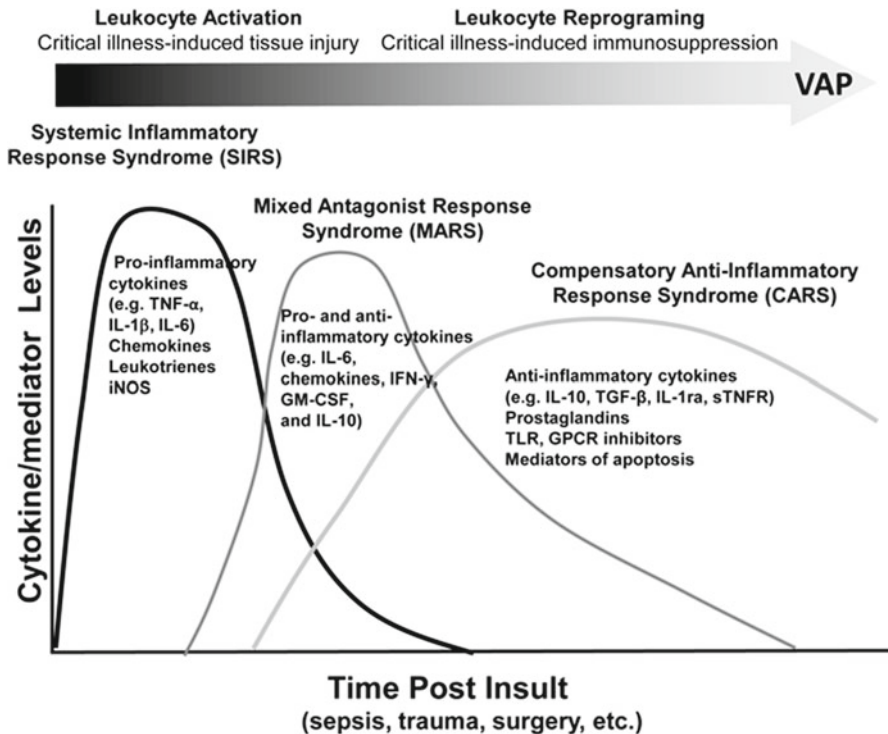 Leukocyte Activation
Critical illness-induced tissue injury
Leukocyte Reprograming
Critical illness-induced immunosuppression
VAP
Systemic Inflammatory
Response Syndrome (SIRS)
Mixed Antagonist Response
Syndrome (MARS)
Compensatory Anti-Inflammatory
Response Syndrome (CARS)
Cytokine/mediator Levels
Pro-inflammatory
cytokines
(e.g. TNF-α,
IL-1β, IL-6)
Chemokines
Leukotrienes
iNOS
Pro- and anti-
inflammatory cytokines
(e.g. IL-6,
chemokines, IFN-γ,
GM-CSF,
and IL-10)
Anti-inflammatory cytokines
(e.g. IL-10, TGF-β, IL-1ra, sTNFR)
Prostaglandins
TLR, GPCR inhibitors
Mediators of apoptosis
Time Post Insult
(sepsis, trauma, surgery, etc.)